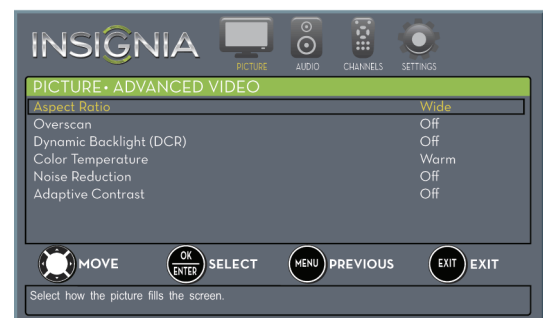 INSIGNIA
PICTURE AUDIO CHANNELS SETTINGS
PICTURE• ADVANCED VIDEO
Aspect Ratio Wide
Overscan Off
Dynamic Backlight (DCR) Off
Color Temperature Warm
Noise Reduction Off
Adaptive Contrast Off
MOVE OK ENTER SELECT MENU PREVIOUS EXIT EXIT
Select how the picture fills the screen.